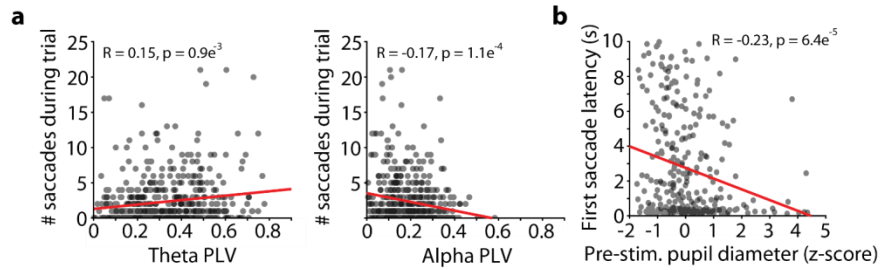 a
R = 0.15, p = 0.9e-3
# saccades during trial
25
20
15
10
5
0
0 0.2 0.4 0.6 0.8
Theta PLV
R = -0.17, p = 1.1e-4
# saccades during trial
25
20
15
10
5
0
0 0.2 0.4 0.6 0.8
Alpha PLV
b
R = -0.23, p = 6.4e-5
First saccade latency (s)
10
8
6
4
2
0
-2 -1 0 1 2 3 4 5
Pre-stim. pupil diameter (z-score)